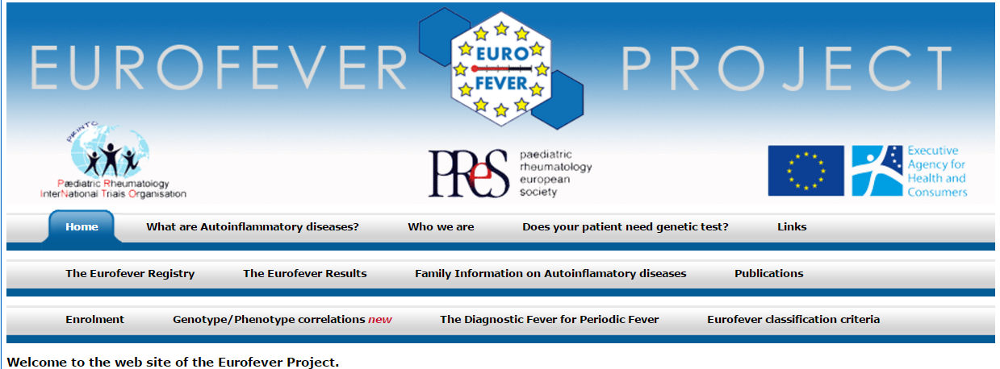 EUROFEVER PROJECT
EURO
FEVER
PRINTO
Pædiatric Rheumatology
InterNational Trials Organisation
PReS
paediatric
rheumatology
european
society
Executive
Agency for
Health and
Consumers
Home What are Autoinflammatory diseases? Who we are Does your patient need genetic test? Links
The Eurofever Registry The Eurofever Results Family Information on Autoinflamatory diseases Publications
Enrolment Genotype/Phenotype correlations new The Diagnostic Fever for Periodic Fever Eurofever classification criteria
Welcome to the web site of the Eurofever Project.